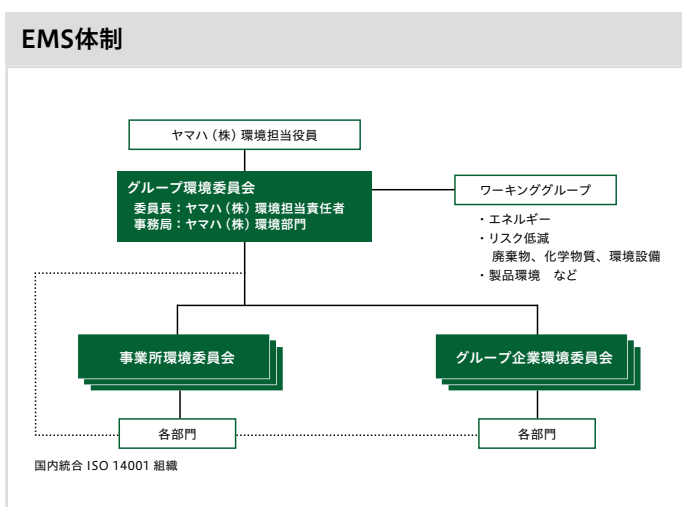 EMS体制
ヤマハ（株）環境担当役員
グループ環境委員会
委員長：ヤマハ（株）環境担当責任者
事務局：ヤマハ（株）環境部門
ワーキンググループ
・エネルギー
・リスク低減
廃棄物、化学物質、環境設備
・製品環境　など
事業所環境委員会
グループ企業環境委員会
各部門
各部門
国内統合 ISO 14001 組織